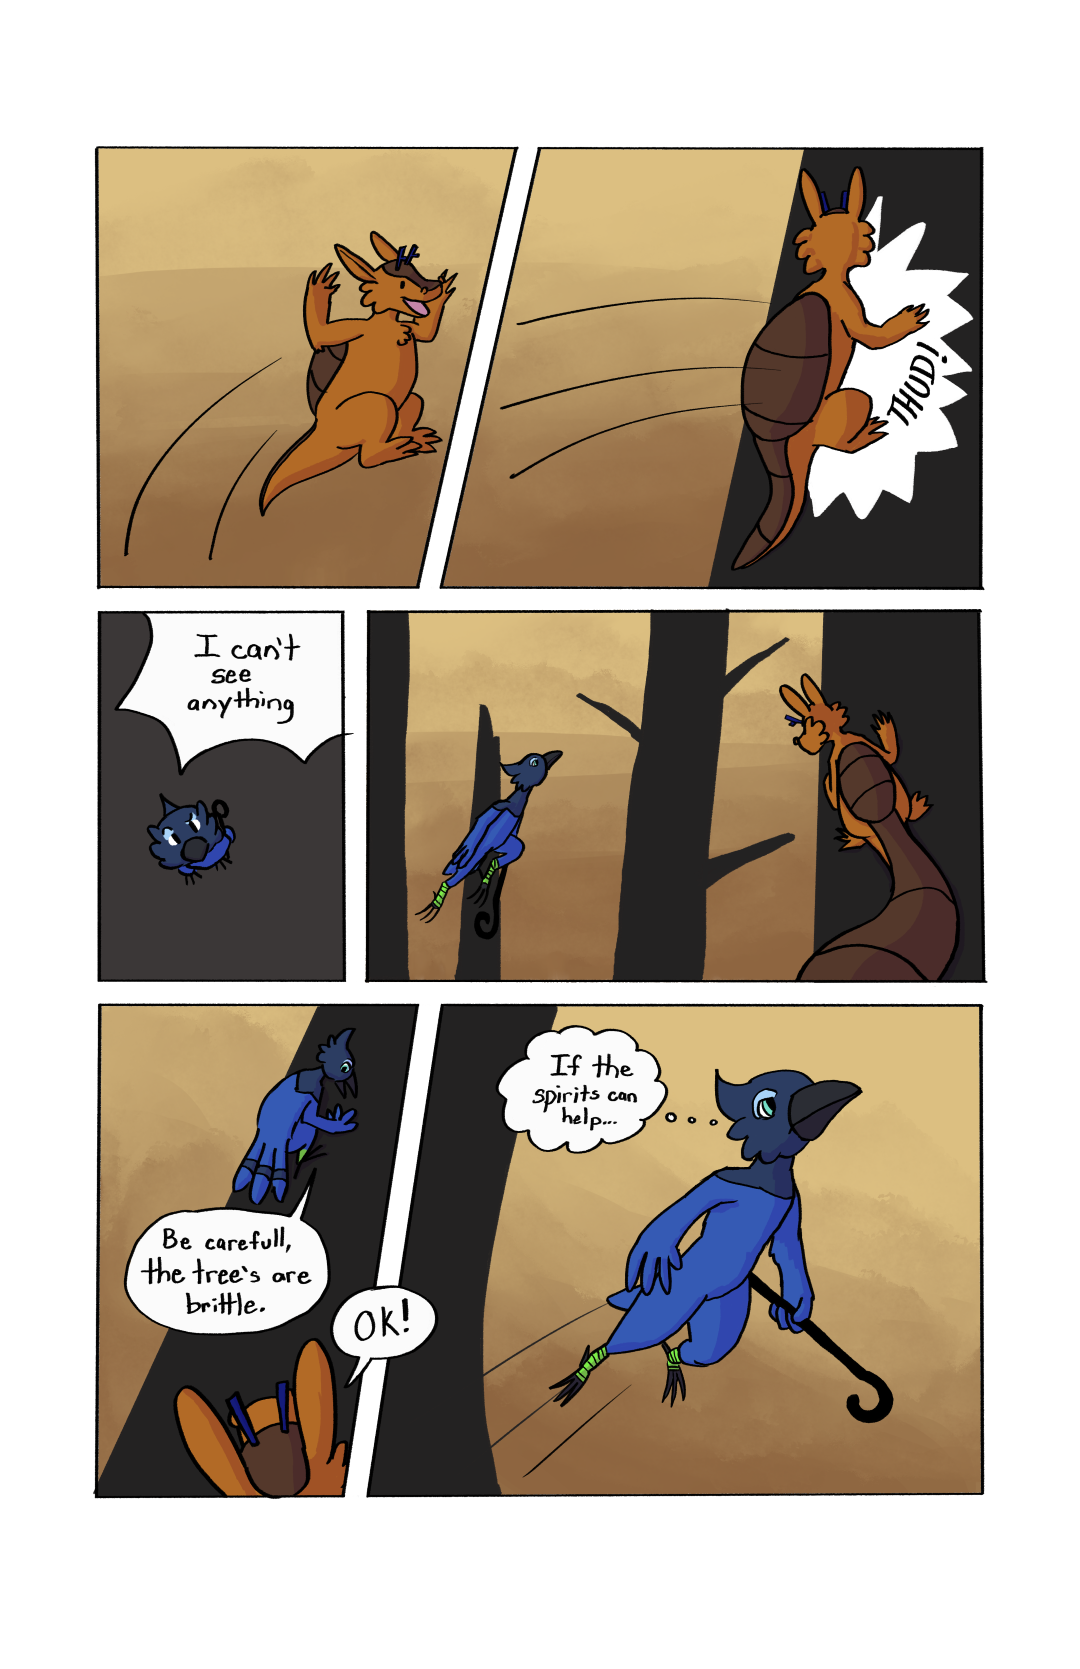 THUD!
I can't
see
anything
Be carefull,
the tree's are
brittle.
OK!
If the
spirits can
help...